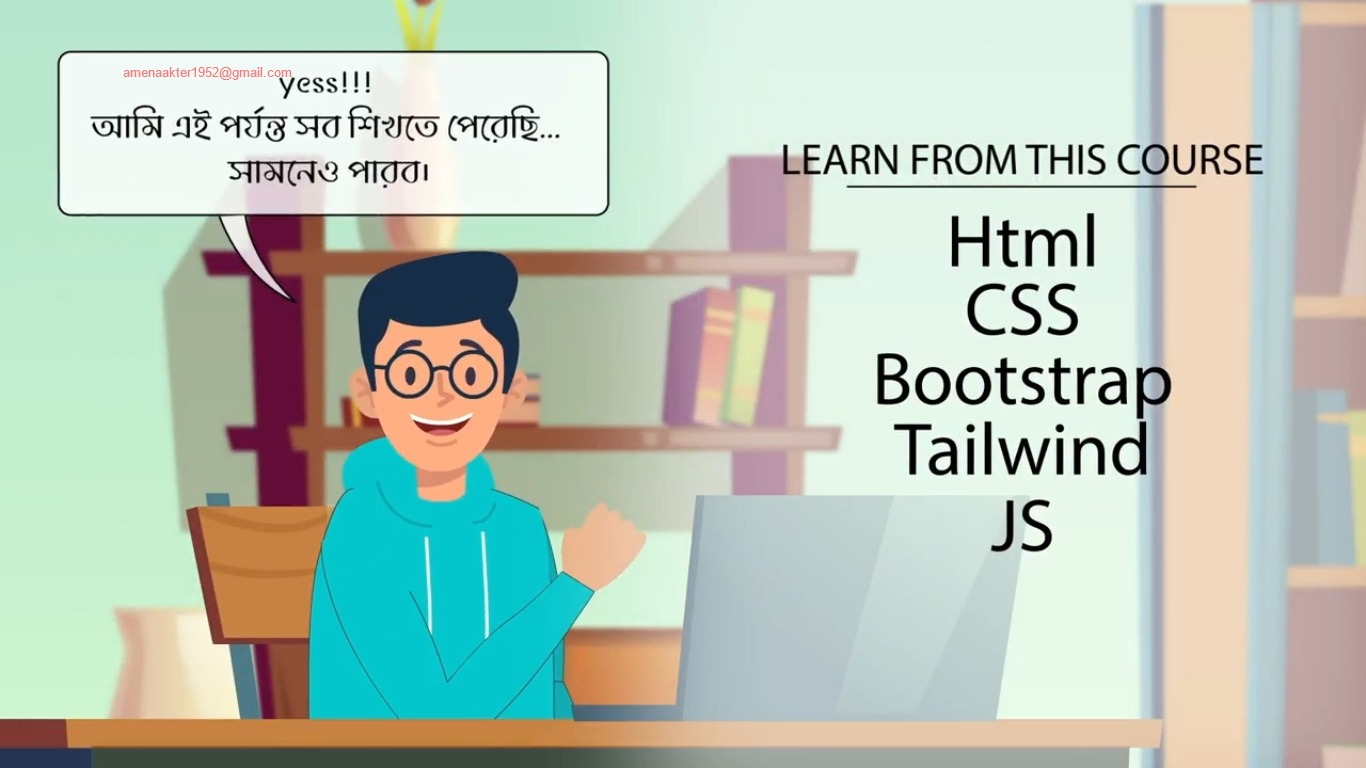 amenaakter1952@gmail.com
yess!!!
আমি এই পর্যন্ত সব শিখতে পেরেছি...
সামনেও পারব।
LEARN FROM THIS COURSE
Html
CSS
Bootstrap
Tailwind
JS